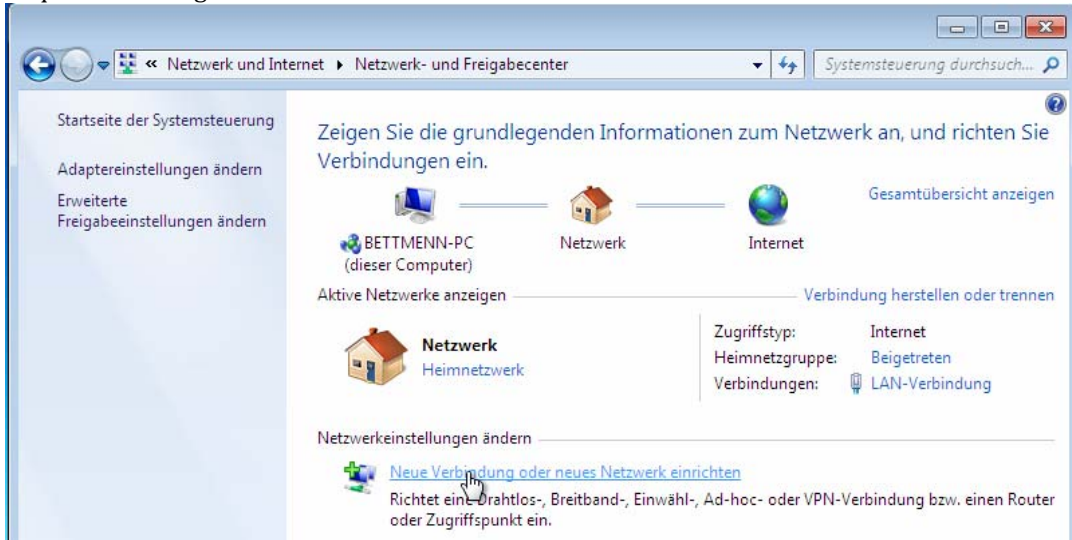 « Netzwerk und Internet ▸ Netzwerk- und Freigabecenter
Systemsteuerung durchsuch...
Startseite der Systemsteuerung
Adaptereinstellungen ändern
Erweiterte
Freigabeeinstellungen ändern
Zeigen Sie die grundlegenden Informationen zum Netzwerk an, und richten Sie
Verbindungen ein.
Gesamtübersicht anzeigen
BETTMENN-PC
(dieser Computer)
Netzwerk
Internet
Aktive Netzwerke anzeigen
Verbindung herstellen oder trennen
Netzwerk
Heimnetzwerk
Zugriffstyp: Internet
Heimnetzgruppe: Beigetreten
Verbindungen: LAN-Verbindung
Netzwerkeinstellungen ändern
Neue Verbindung oder neues Netzwerk einrichten
Richtet eine Drahtlos-, Breitband-, Einwähl-, Ad-hoc- oder VPN-Verbindung bzw. einen Router
oder Zugriffspunkt ein.